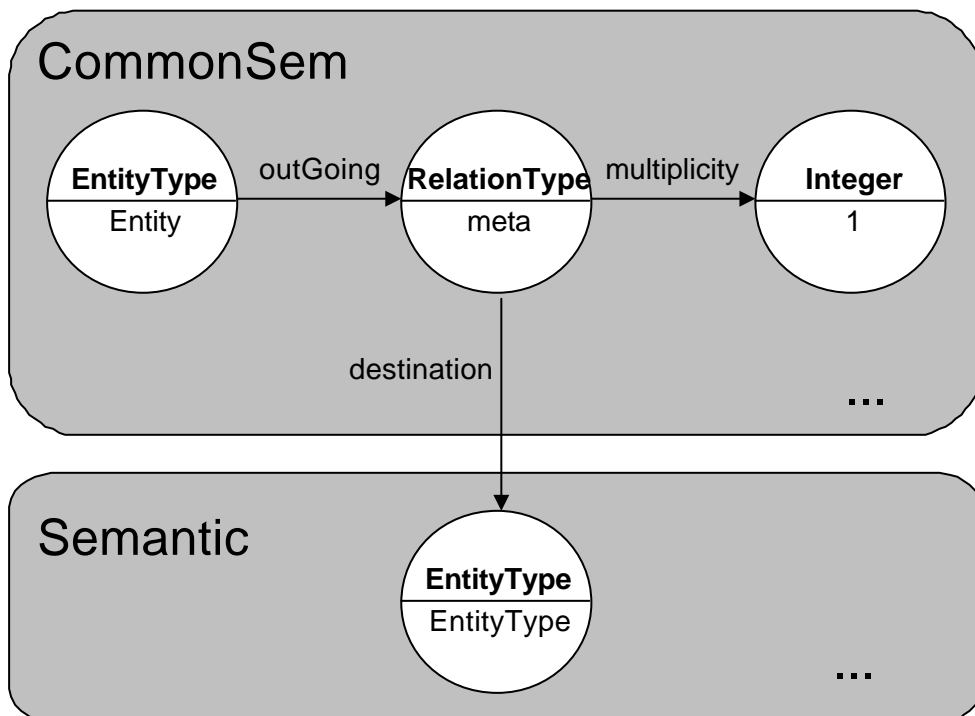 CommonSem
EntityType
Entity
outGoing
RelationType
meta
multiplicity
Integer
1
destination
...
Semantic
EntityType
EntityType
...